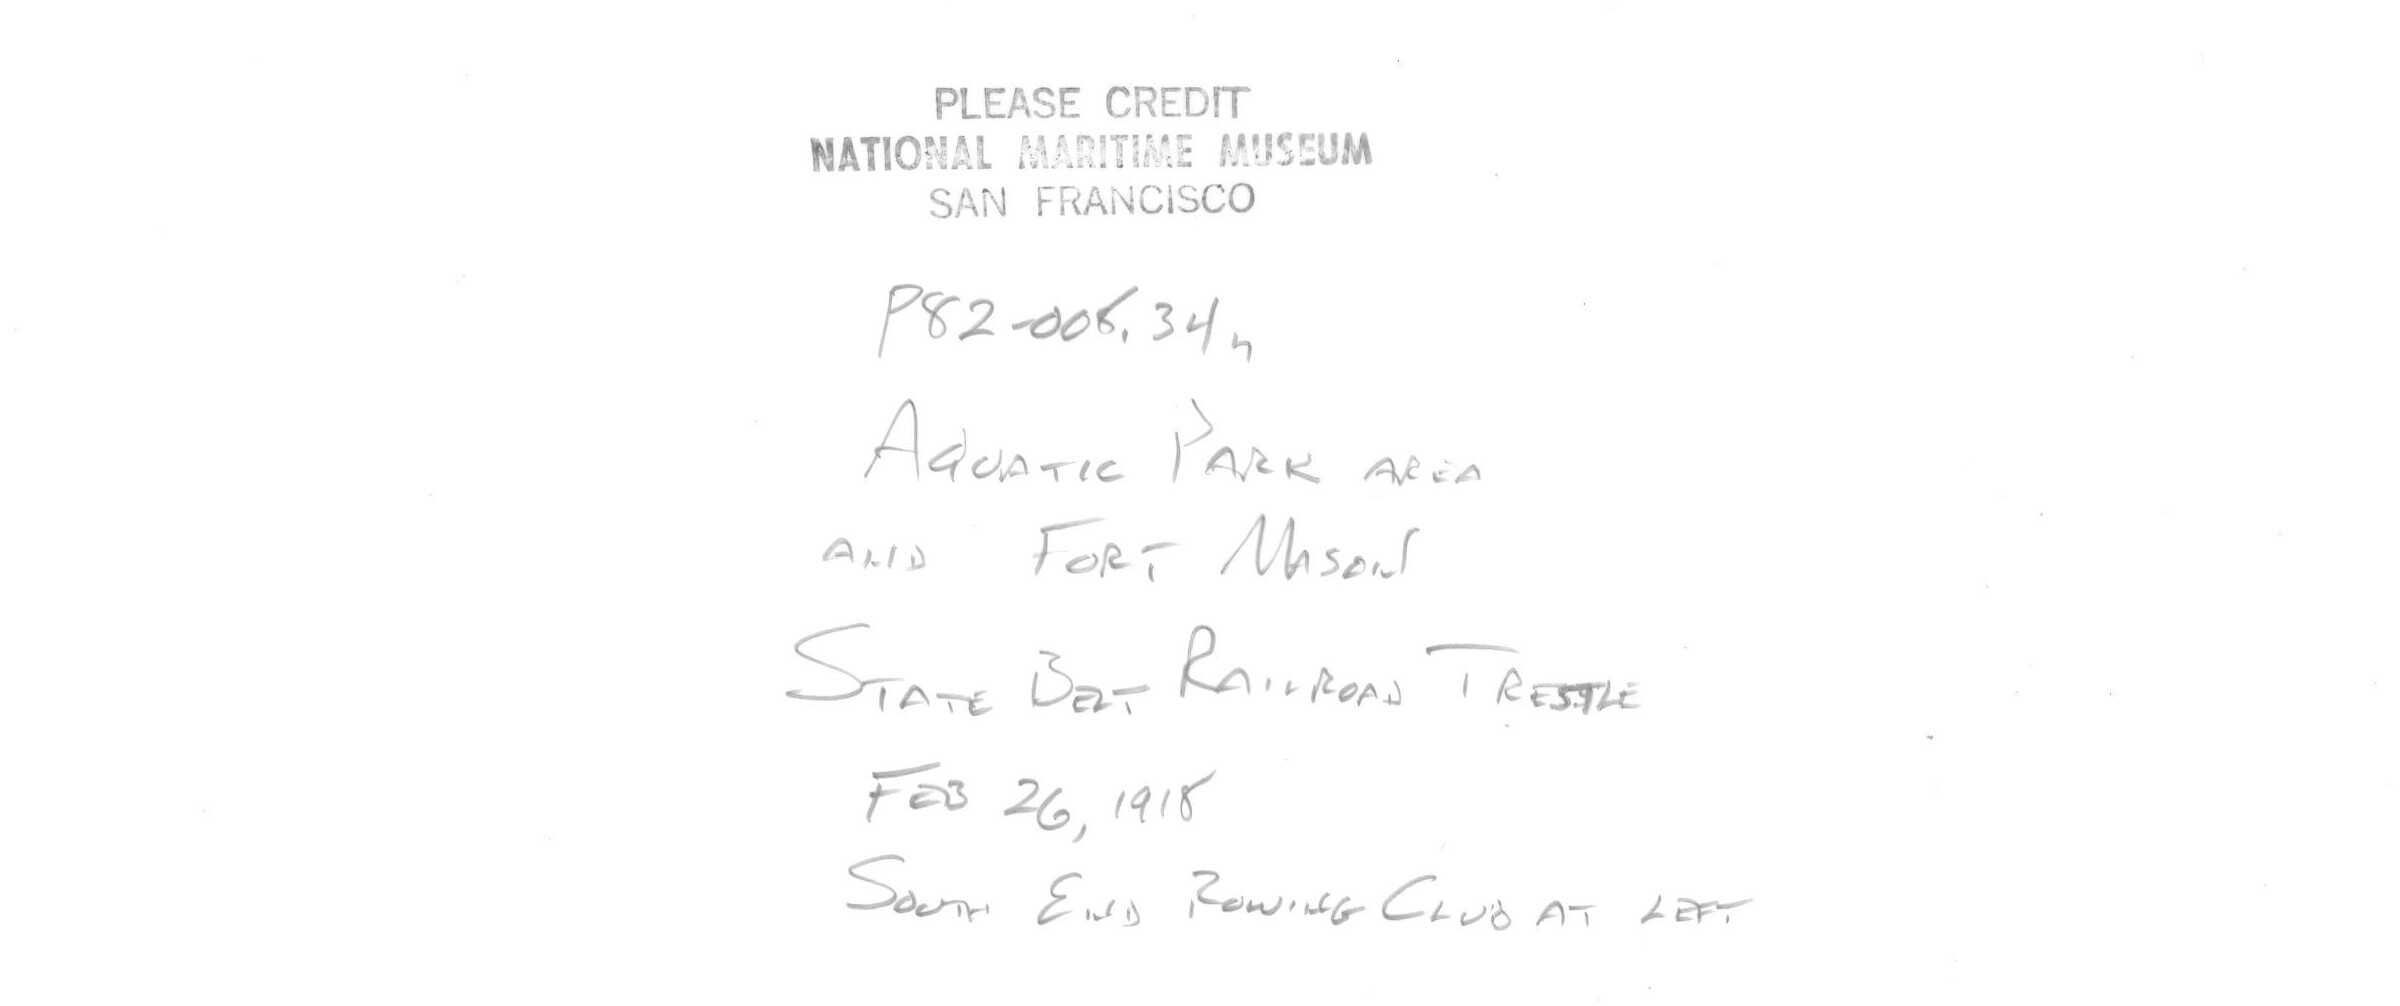 PLEASE CREDIT
NATIONAL MARITIME MUSEUM
SAN FRANCISCO
P82-008.34n
AQUATIC PARK AREA
AND FORT MASON
STATE BELT RAILROAD TRESTLE
FEB 26, 1918
SOUTH END ROWING CLUB AT LEFT